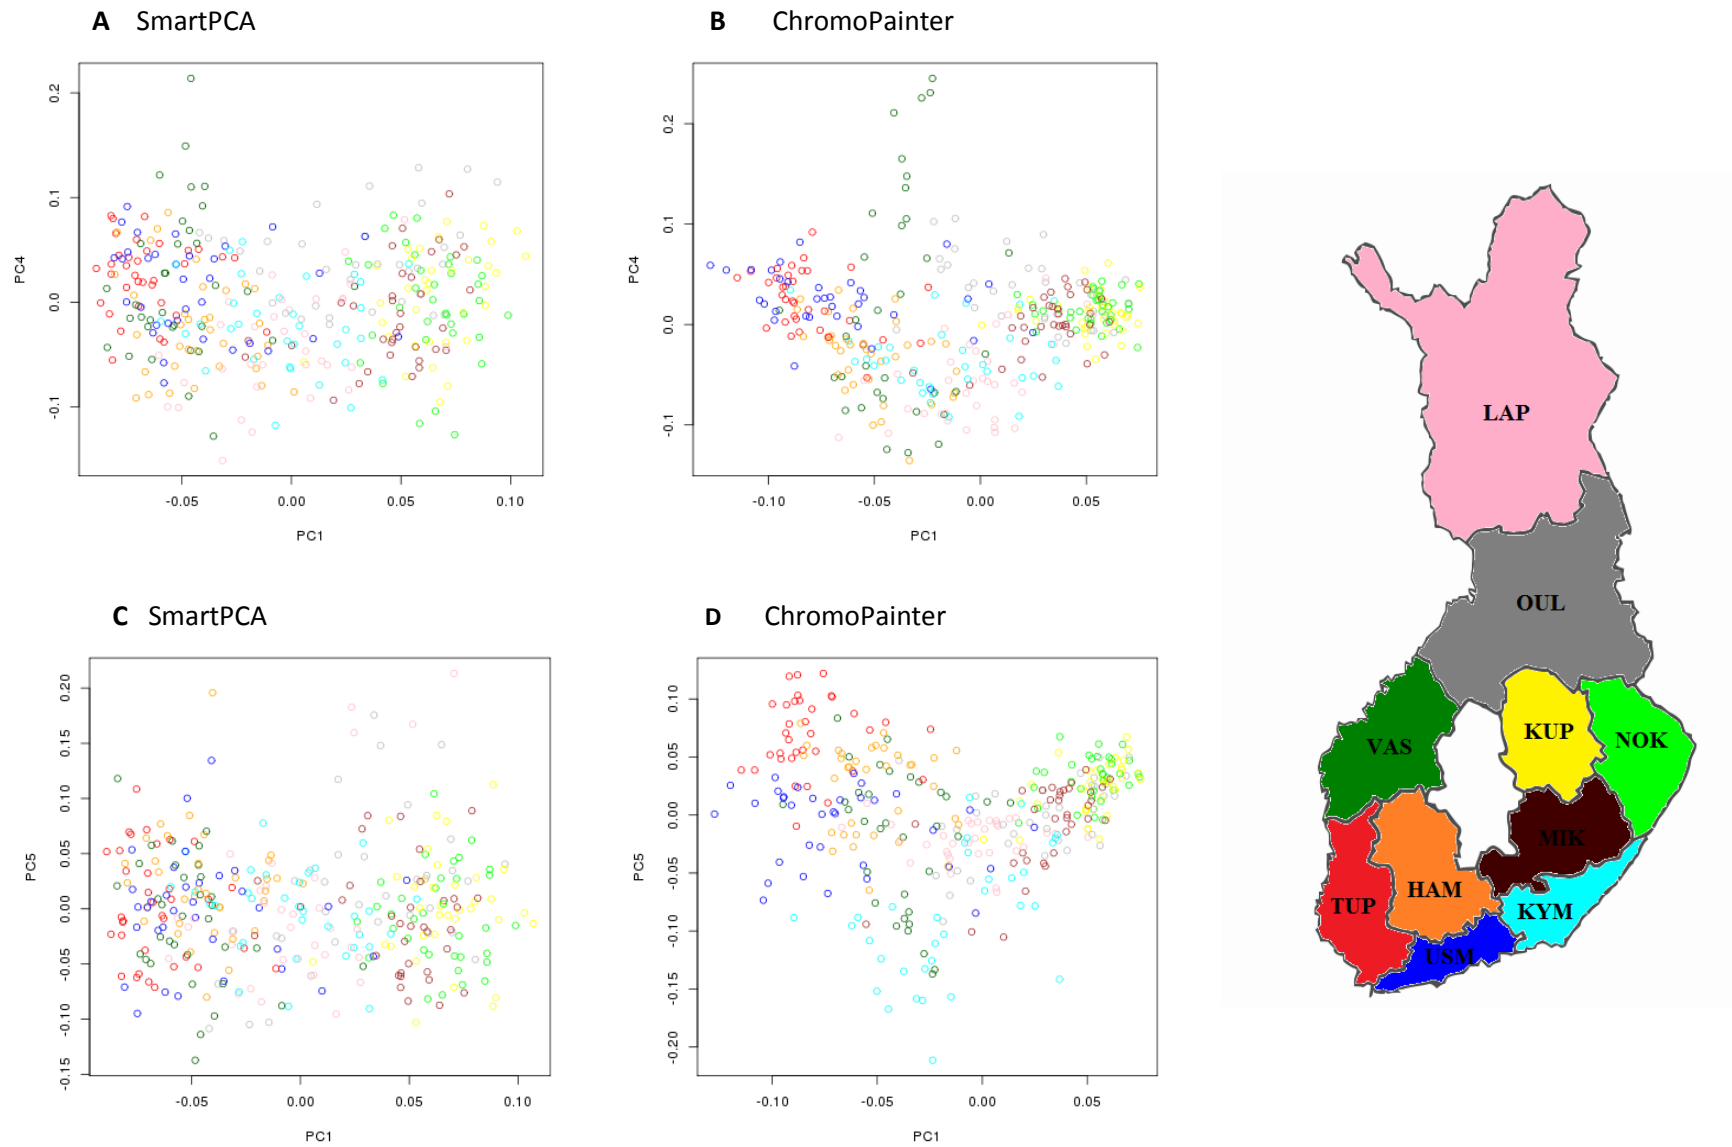 A SmartPCA
B ChromoPainter
PC4
0.2
0.1
0.0
-0.1
-0.05
0.00
0.05
0.10
PC1
PC4
0.2
0.1
0.0
-0.1
-0.10
-0.05
0.00
0.05
PC1
C SmartPCA
D ChromoPainter
PC5
0.20
0.15
0.10
0.05
0.00
-0.05
-0.10
-0.15
-0.05
0.00
0.05
0.10
PC1
PC5
0.10
0.05
0.00
-0.05
-0.10
-0.15
-0.20
-0.10
-0.05
0.00
0.05
PC1
LAP
OUL
VAS
KUP
NOK
MIK
TUP
HAM
KYM
USM